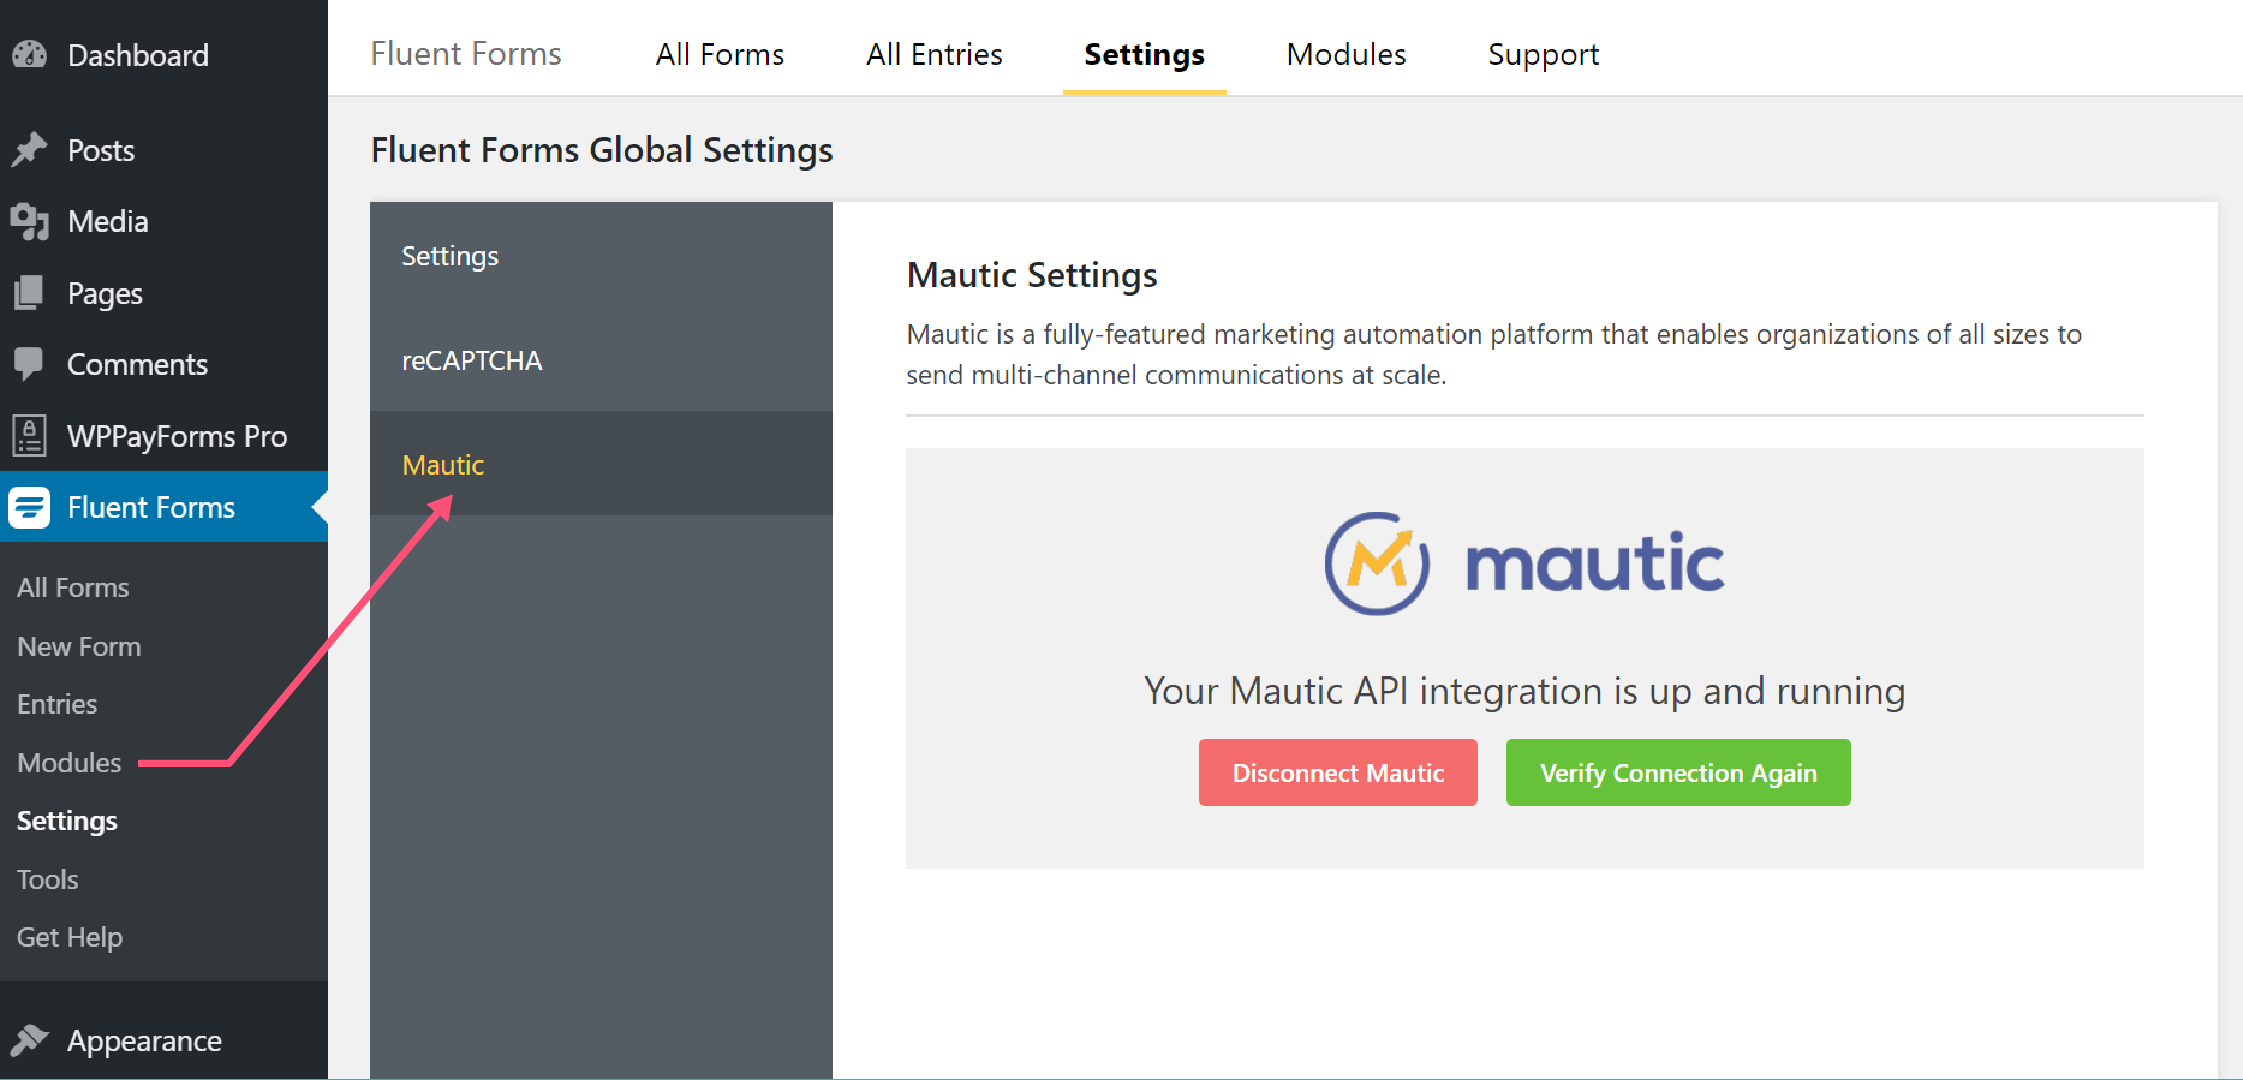 Dashboard
Posts
Media
Pages
Comments
WPPayForms Pro
Fluent Forms
All Forms
New Form
Entries
Modules
Settings
Tools
Get Help
Appearance
Fluent Forms
All Forms
All Entries
Settings
Modules
Support
Fluent Forms Global Settings
Settings
reCAPTCHA
Mautic
Mautic Settings
Mautic is a fully-featured marketing automation platform that enables organizations of all sizes to
send multi-channel communications at scale.
mautic
Your Mautic API integration is up and running
Disconnect Mautic
Verify Connection Again